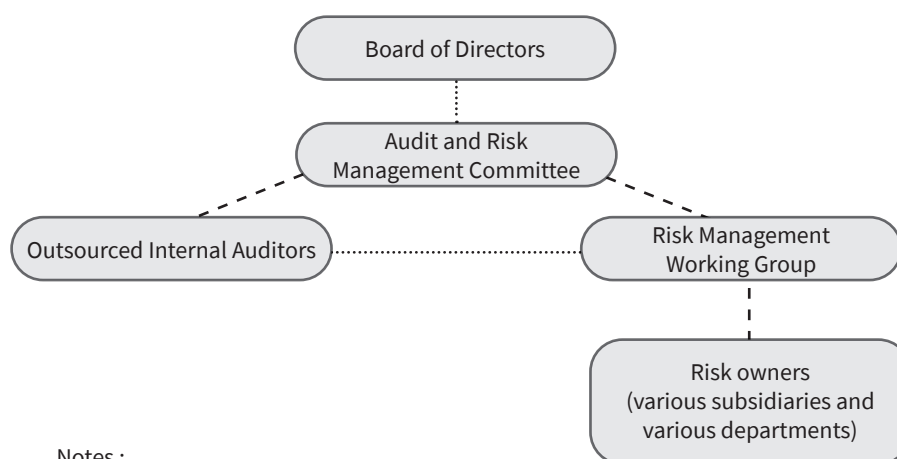 Board of Directors
Audit and Risk
Management Committee
Outsourced Internal Auditors
Risk Management
Working Group
Risk owners
(various subsidiaries and
various departments)
Notes :